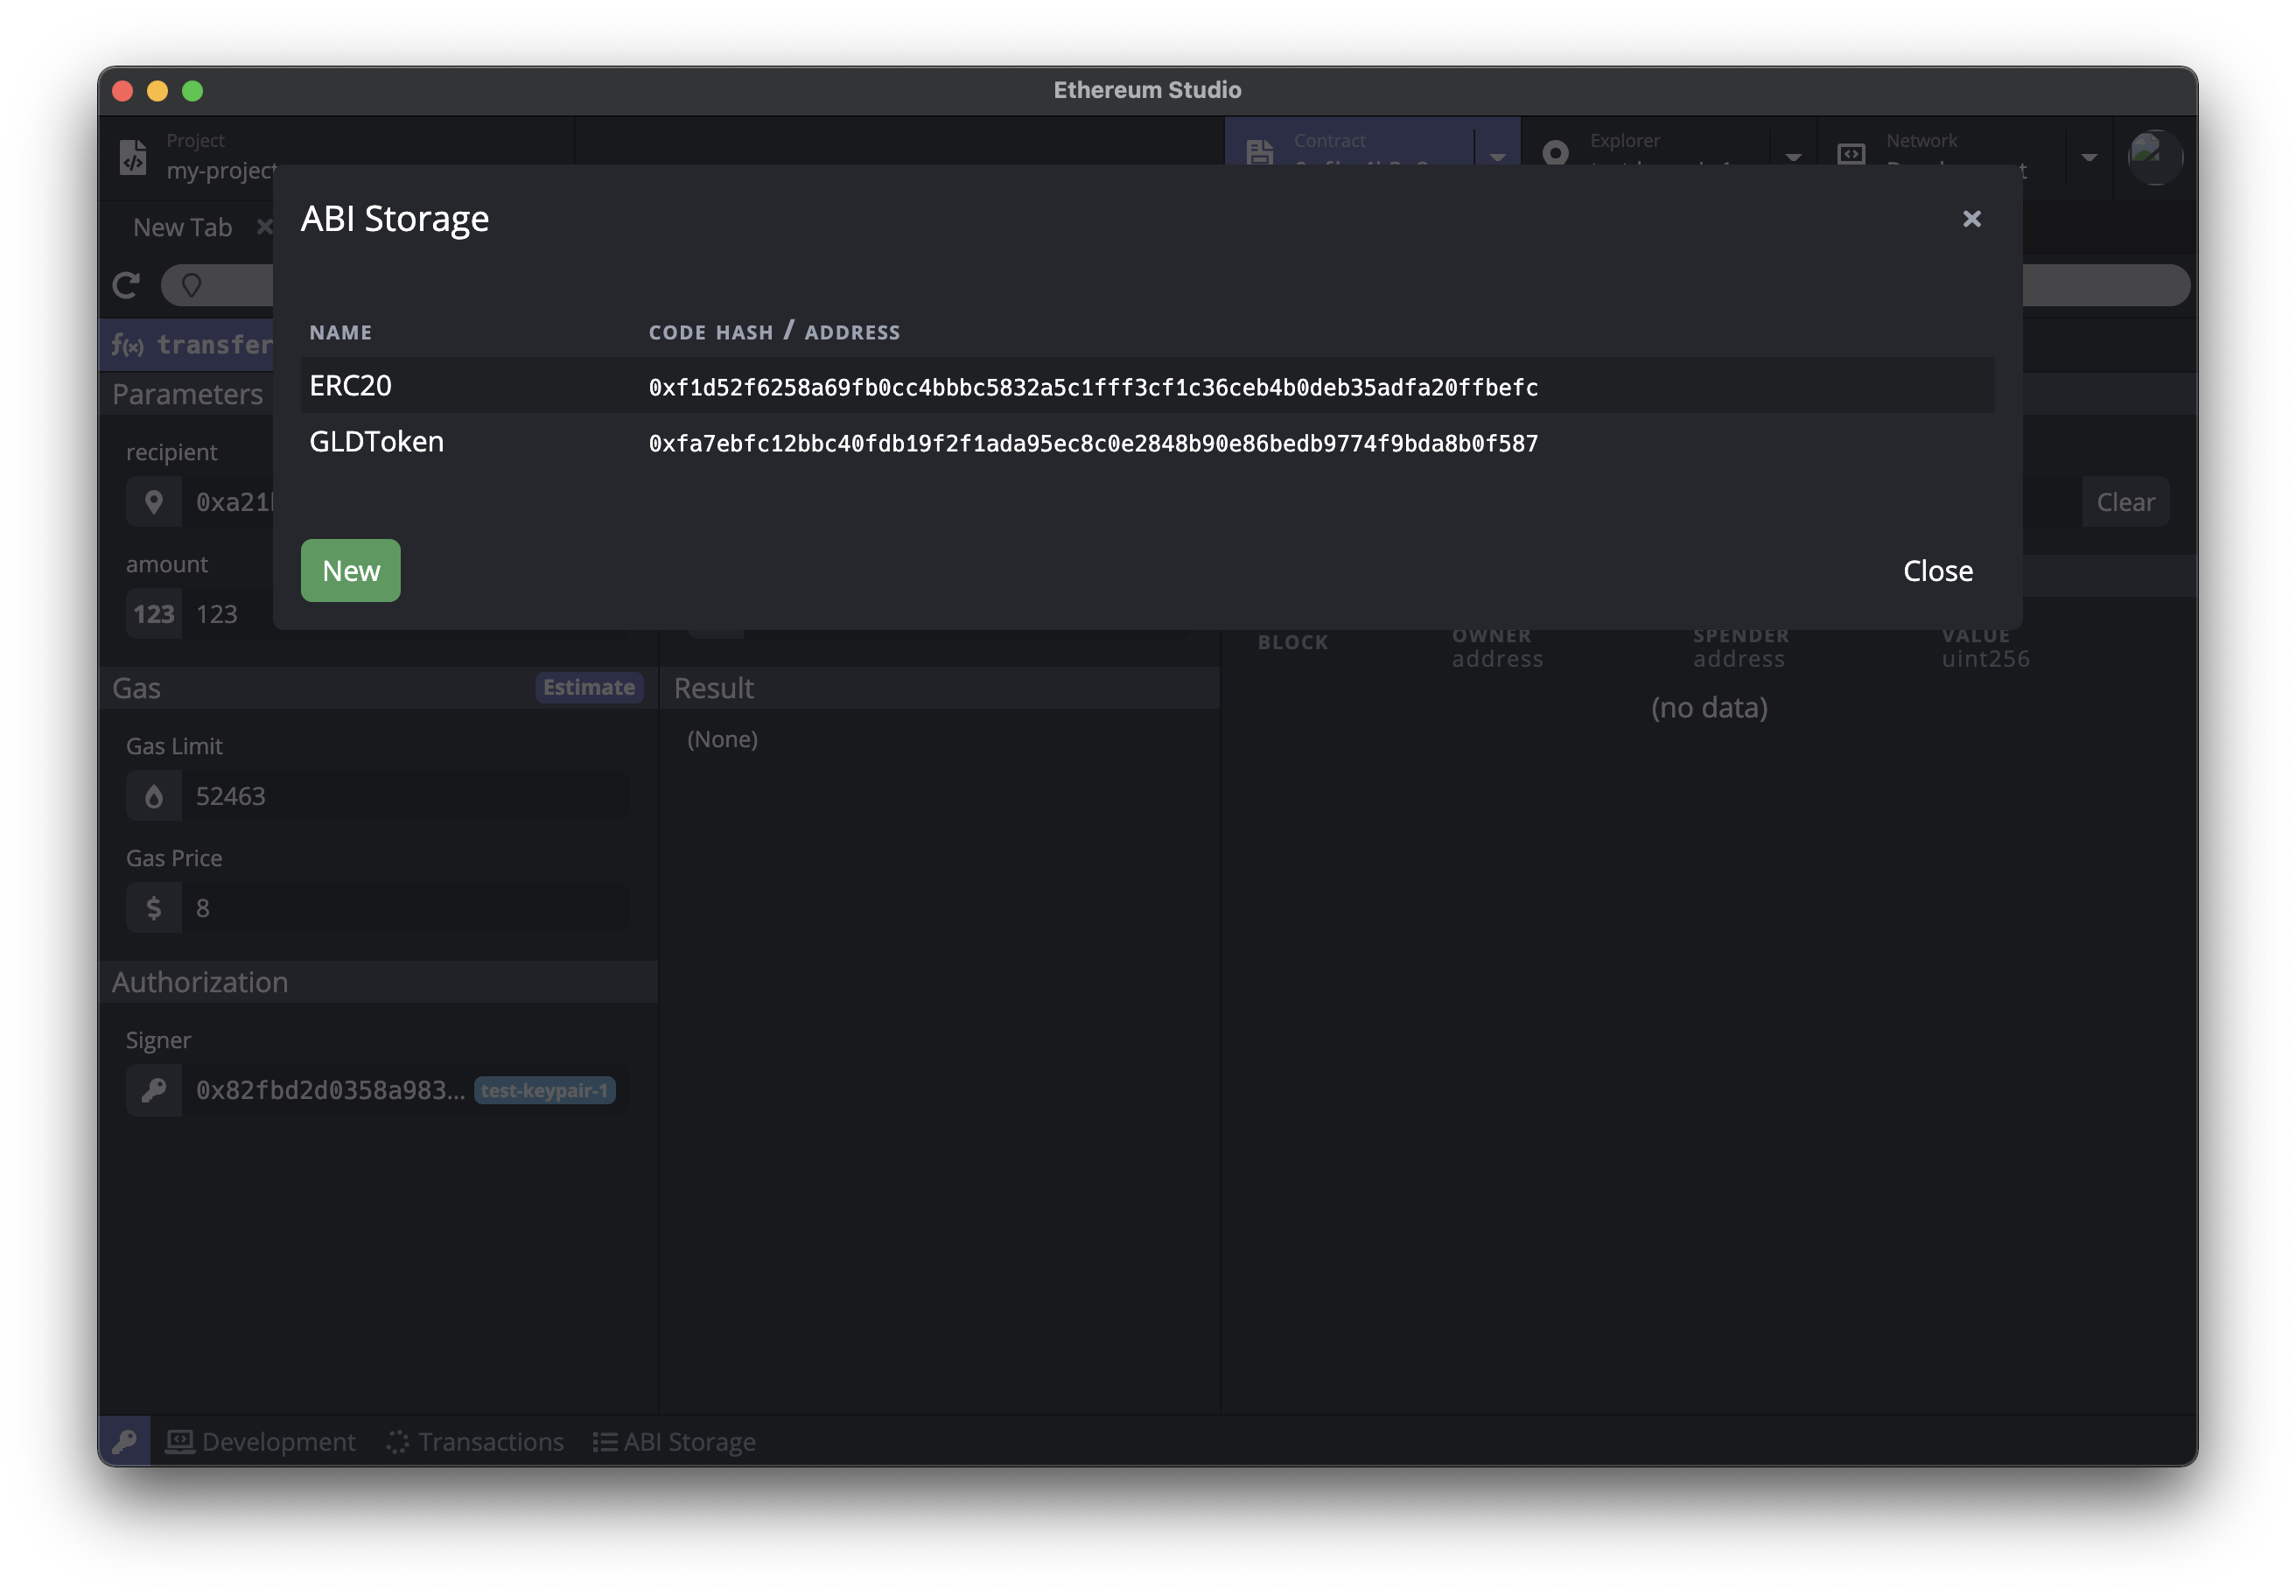 Ethereum Studio
Project
my-project
Contract
Explorer
Network
New Tab
ABI Storage
NAME
CODE HASH / ADDRESS
ERC20
0xf1d52f6258a69fb0cc4bbbc5832a5c1fff3cf1c36ceb4b0deb35adfa20ffbefc
GLDToken
0xfa7ebfc12bbc40fdb19f2f1ada95ec8c0e2848b90e86bedb9774f9bda8b0f587
New
Close
f(x) transfer
Parameters
recipient
0xa21
Clear
amount
123 123
BLOCK
OWNER
address
SPENDER
address
VALUE
uint256
(no data)
Gas
Estimate
Gas Limit
52463
Gas Price
8
Result
(None)
Authorization
Signer
0x82fbd2d0358a983... test-keypair-1
Development
Transactions
ABI Storage